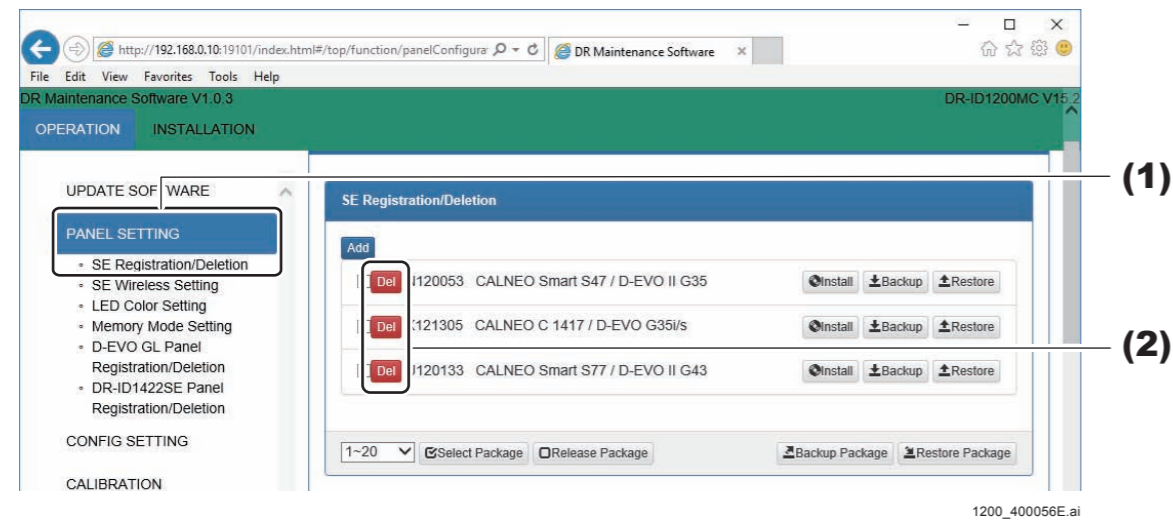 http://192.168.0.10:19101/index.html#/top/function/panelConfigura
DR Maintenance Software
File Edit View Favorites Tools Help
DR Maintenance Software V1.0.3
DR-ID1200MC V15.2
OPERATION INSTALLATION
(1)
UPDATE SOF WARE
SE Registration/Deletion
PANEL SETTING
Add
SE Registration/Deletion
Del 120053 CALNEO Smart S47 / D-EVO II G35 Install Backup Restore
SE Wireless Setting
LED Color Setting
Memory Mode Setting
Del 121305 CALNEO C 1417 / D-EVO G35i/s Install Backup Restore
D-EVO GL Panel
Registration/Deletion
(2)
Del 120133 CALNEO Smart S77 / D-EVO II G43 Install Backup Restore
DR-ID1422SE Panel
Registration/Deletion
CONFIG SETTING
1~20 Select Package Release Package Backup Package Restore Package
CALIBRATION
1200_400056E.ai